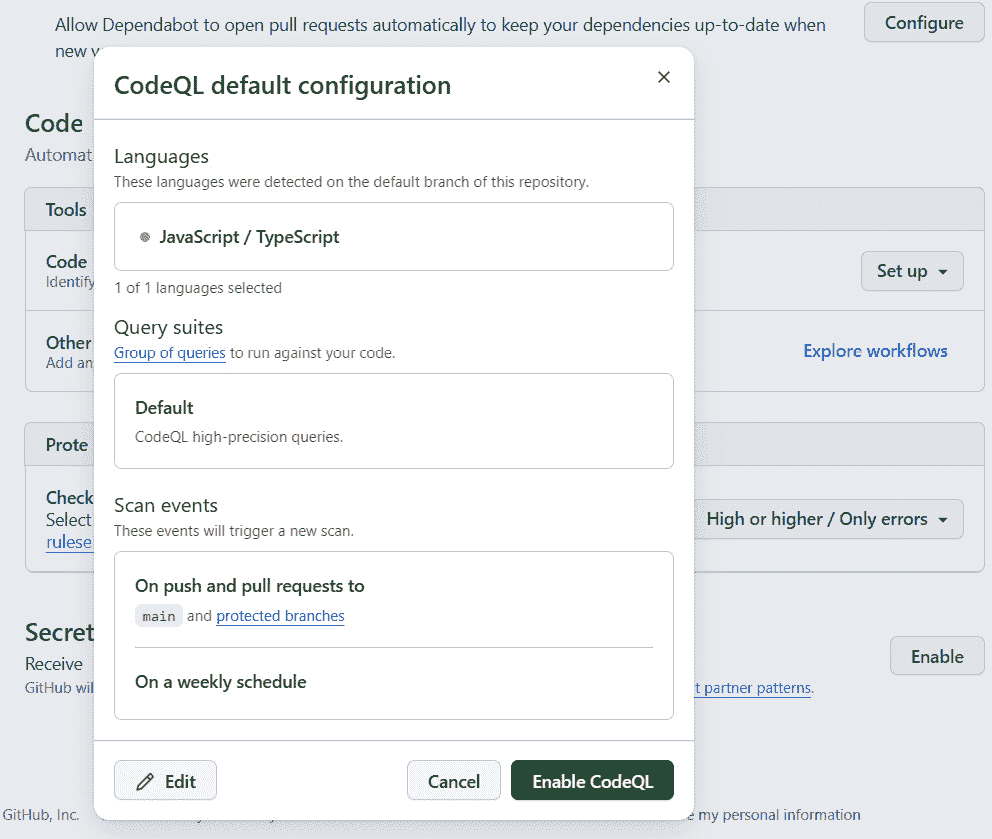 Allow Dependabot to open pull requests automatically to keep your dependencies up-to-date when
new v
Configure
CodeQL default configuration
Code
Automat
Languages
These languages were detected on the default branch of this repository.
Tools
JavaScript / TypeScript
Code
Identify
Set up
1 of 1 languages selected
Query suites
Group of queries to run against your code.
Other
Add an
Explore workflows
Default
CodeQL high-precision queries.
Prote
Scan events
These events will trigger a new scan.
Check
Select
rulese
High or higher / Only errors
On push and pull requests to
main and protected branches
On a weekly schedule
Secret
Receive
GitHub wil
t partner patterns.
Enable
Edit
Cancel
Enable CodeQL
GitHub, Inc.
e my personal information